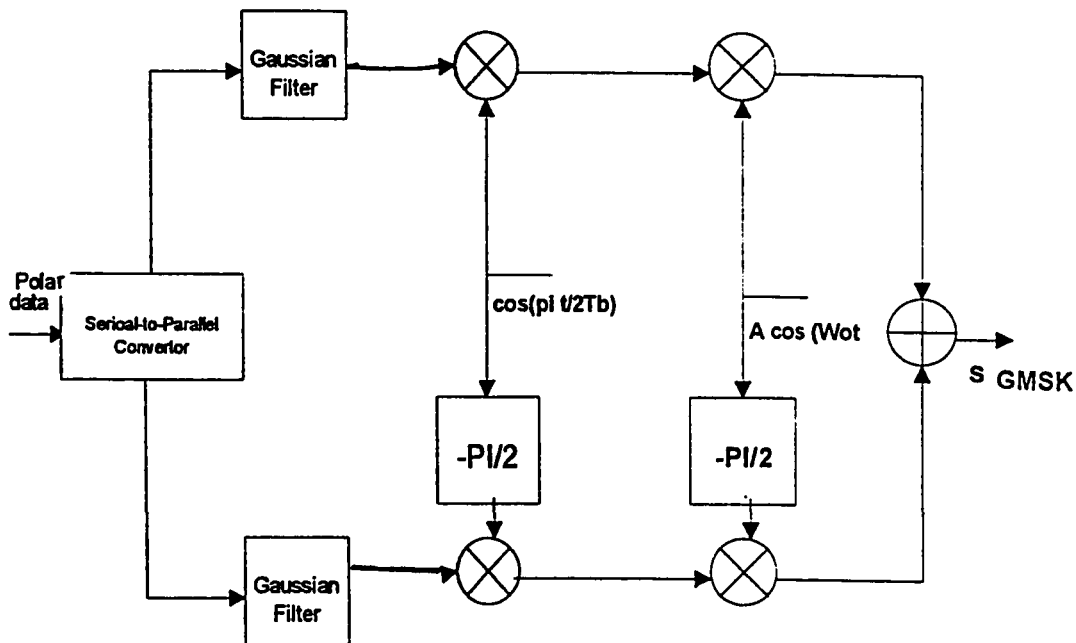 Gaussian
Filter
Polar
data
Serical-to-Parallel
Convertor
cos(pi t/2Tb)
A cos (Wot
S GMSK
-PI/2
-PI/2
Gaussian
Filter